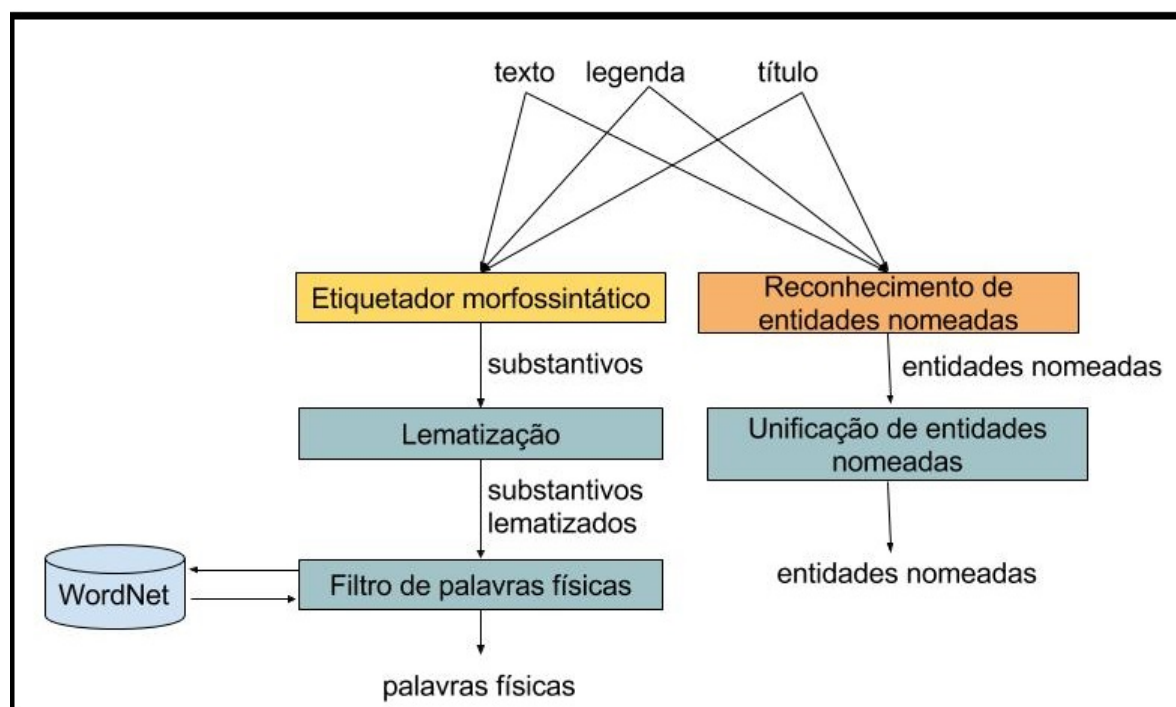 texto legenda título
Etiquetador morfossintático
Reconhecimento de
entidades nomeadas
substantivos
entidades nomeadas
Lematização
Unificação de entidades
nomeadas
substantivos
lematizados
WordNet
Filtro de palavras físicas
entidades nomeadas
palavras físicas